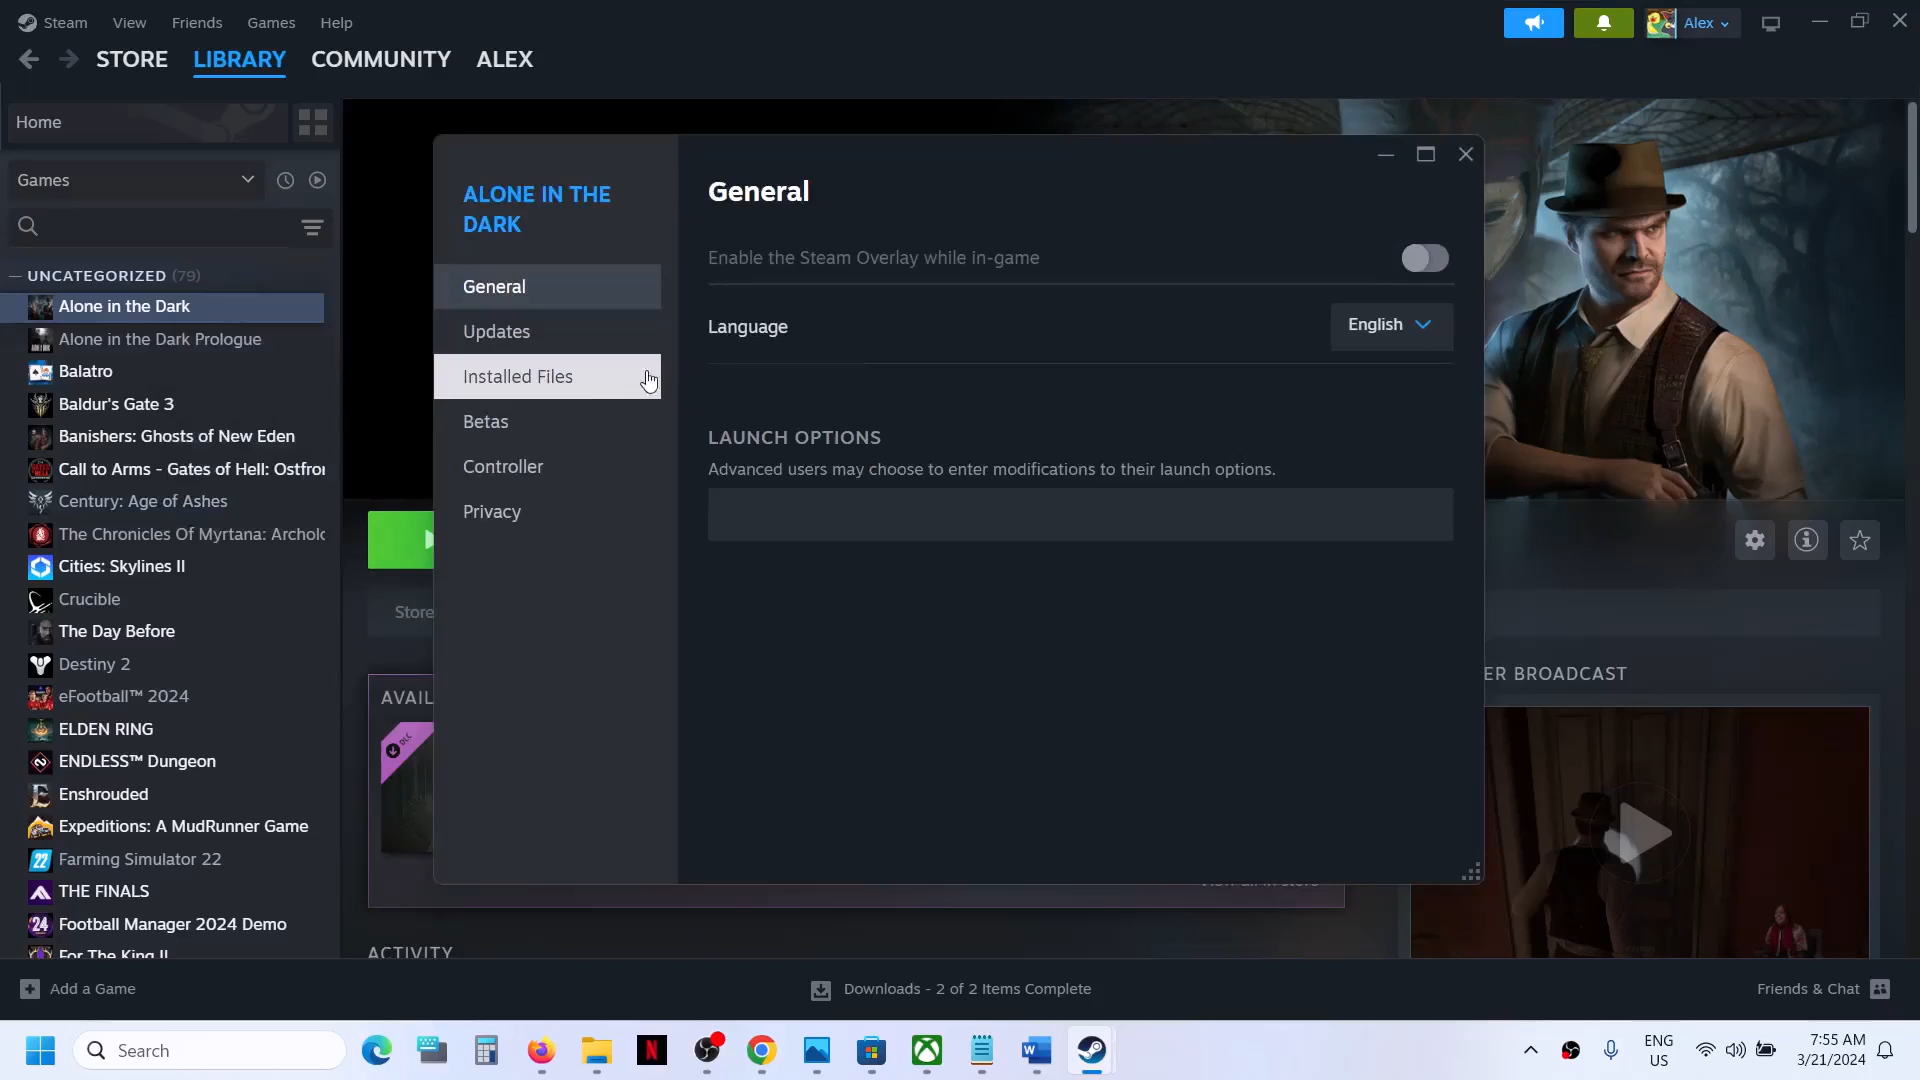 Steam View Friends Games Help
Alex
STORE LIBRARY COMMUNITY ALEX
Home
Games
UNCATEGORIZED (79)
Alone in the Dark
Alone in the Dark Prologue
Balatro
Baldur's Gate 3
Banishers: Ghosts of New Eden
Call to Arms - Gates of Hell: Ostfror
Century: Age of Ashes
The Chronicles Of Myrtana: Archolo
Cities: Skylines II
Crucible
The Day Before
Destiny 2
eFootball™ 2024
ELDEN RING
ENDLESS™ Dungeon
Enshrouded
Expeditions: A MudRunner Game
Farming Simulator 22
THE FINALS
Football Manager 2024 Demo
For The King II
ALONE IN THE
DARK
General
Updates
Installed Files
Betas
Controller
Privacy
General
Enable the Steam Overlay while in-game
Language
English
LAUNCH OPTIONS
Advanced users may choose to enter modifications to their launch options.
Store
AVAIL
DLC
ER BROADCAST
ACTIVITY
Add a Game
Downloads - 2 of 2 Items Complete
Friends & Chat
Search
ENG
US
7:55 AM
3/21/2024